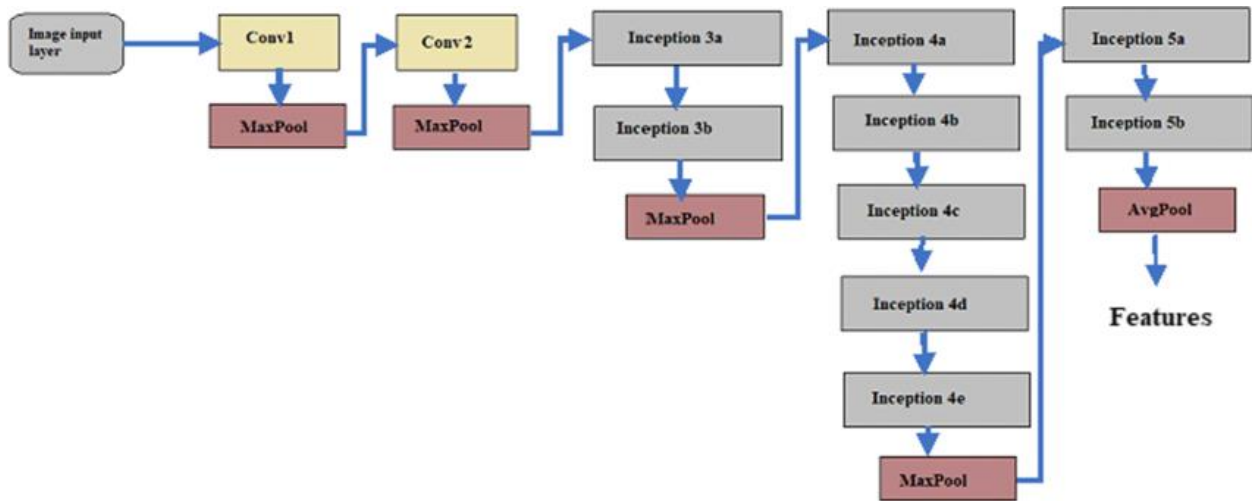 Image input
layer
Conv1
MaxPool
Conv 2
MaxPool
Inception 3a
Inception 3b
MaxPool
Inception 4a
Inception 4b
Inception 4c
Inception 4d
Inception 4e
MaxPool
Inception 5a
Inception 5b
AvgPool
Features